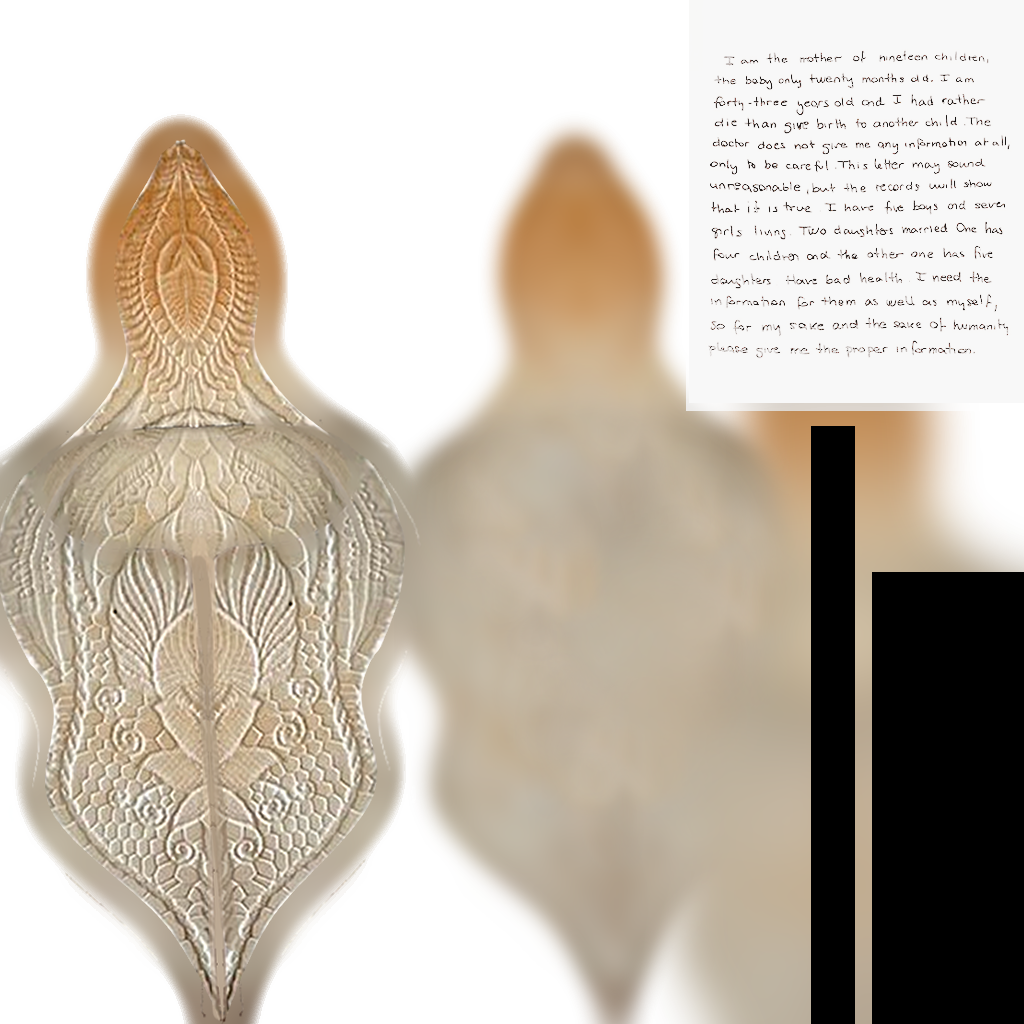 I am the mother of nineteen children,
the baby only twenty months old. I am
forty-three years old and I had rather
die than give birth to another child. The
doctor does not give me any information at all,
only to be careful. This letter may sound
unreasonable, but the records will show
that it is true. I have five boys and seven
girls living. Two daughters married One has
four children and the other one has five
daughters Have bad health. I need the
information for them as well as myself,
so for my sake and the sake of humanity
please give me the proper information.